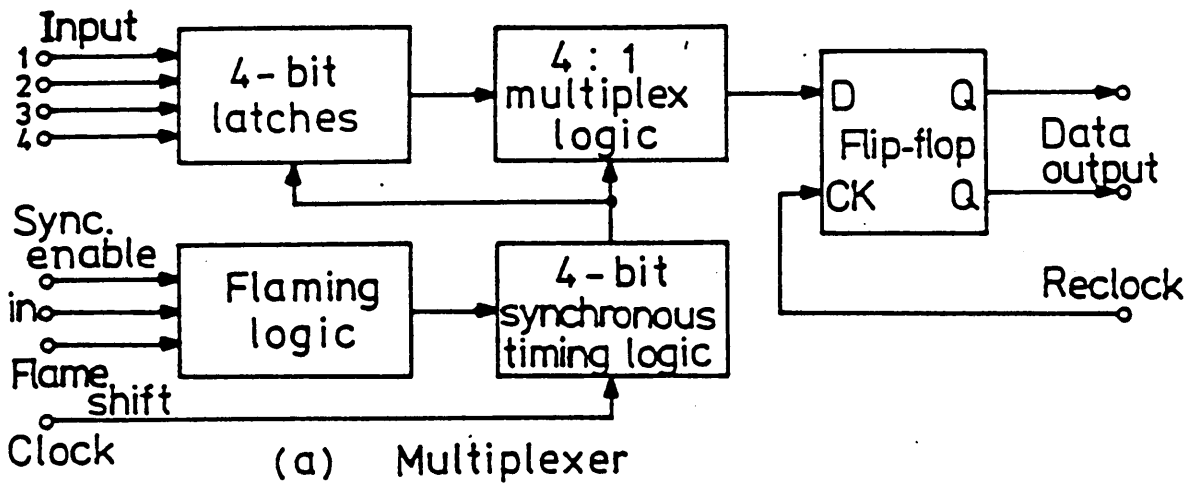 Input
1
2
3
4
4-bit
latches
4 : 1
multiplex
logic
D Q
Flip-flop
CK Q
Data
output
Sync.
enable
in
Flame
shift
Clock
Flaming
logic
4-bit
synchronous
timing logic
Reclock
(a) Multiplexer